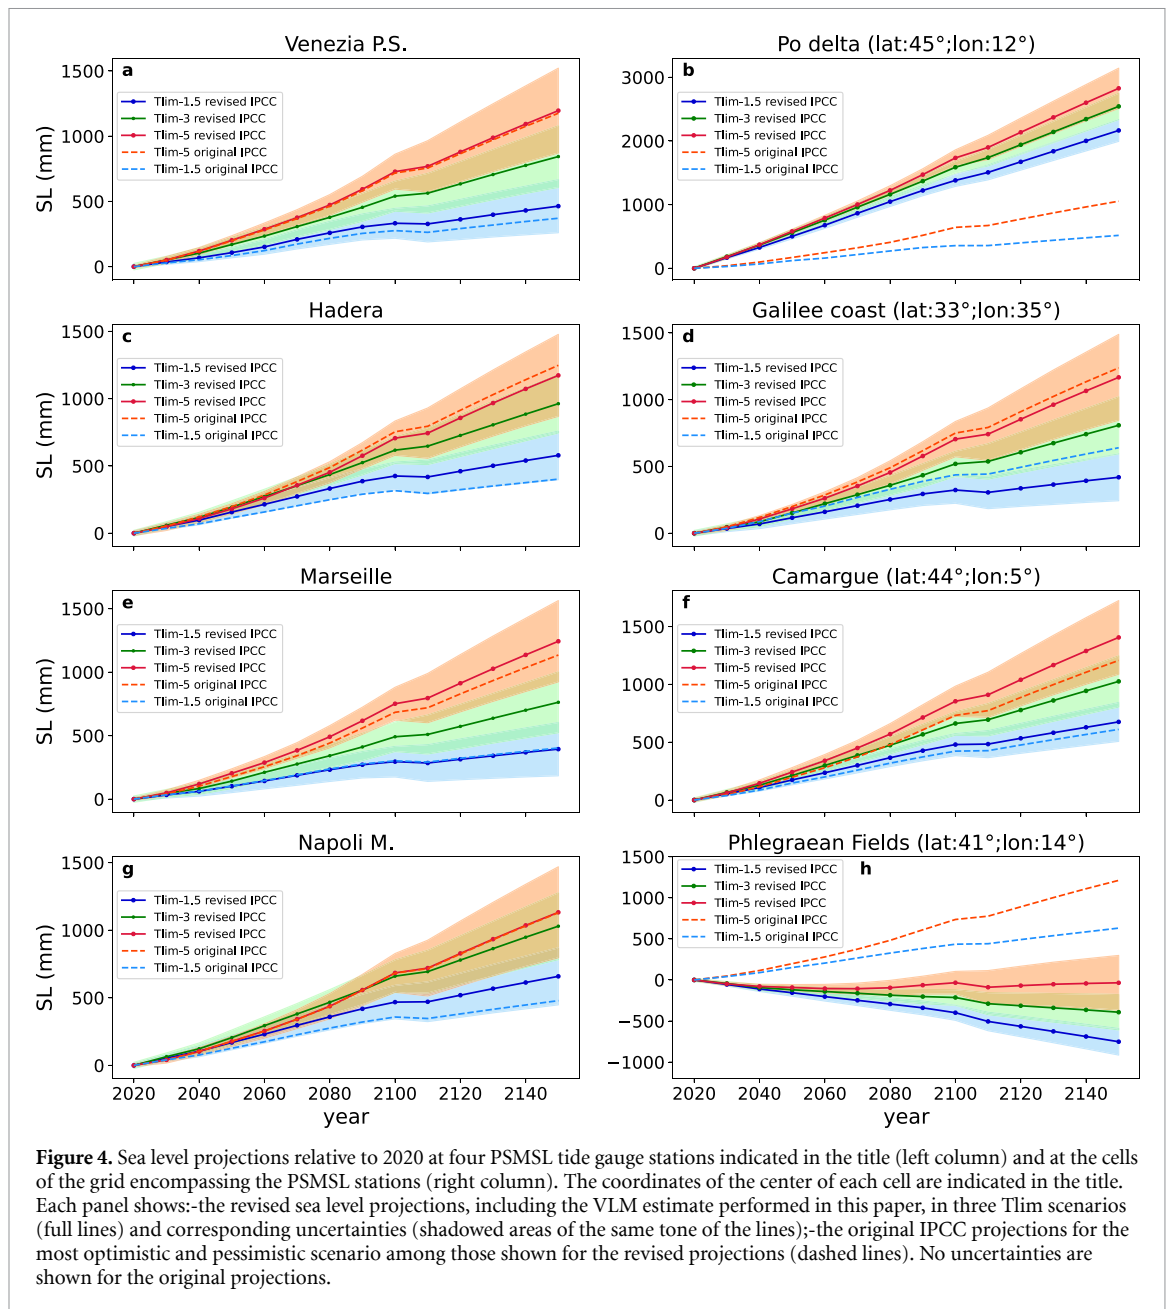 Venezia P.S.
a
SL (mm)
1500
1000
500
0
Tlim-1.5 revised IPCC
Tlim-3 revised IPCC
Tlim-5 revised IPCC
Tlim-5 original IPCC
Tlim-1.5 original IPCC
Po delta (lat:45°;lon:12°)
b
3000
2000
1000
0
Tlim-1.5 revised IPCC
Tlim-3 revised IPCC
Tlim-5 revised IPCC
Tlim-5 original IPCC
Tlim-1.5 original IPCC
Hadera
c
SL (mm)
1500
1000
500
0
Tlim-1.5 revised IPCC
Tlim-3 revised IPCC
Tlim-5 revised IPCC
Tlim-5 original IPCC
Tlim-1.5 original IPCC
Galilee coast (lat:33°;lon:35°)
d
1500
1000
500
0
Tlim-1.5 revised IPCC
Tlim-3 revised IPCC
Tlim-5 revised IPCC
Tlim-5 original IPCC
Tlim-1.5 original IPCC
Marseille
e
SL (mm)
1500
1000
500
0
Tlim-1.5 revised IPCC
Tlim-3 revised IPCC
Tlim-5 revised IPCC
Tlim-5 original IPCC
Tlim-1.5 original IPCC
Camargue (lat:44°;lon:5°)
f
1500
1000
500
0
Tlim-1.5 revised IPCC
Tlim-3 revised IPCC
Tlim-5 revised IPCC
Tlim-5 original IPCC
Tlim-1.5 original IPCC
Napoli M.
g
SL (mm)
1500
1000
500
0
Tlim-1.5 revised IPCC
Tlim-3 revised IPCC
Tlim-5 revised IPCC
Tlim-5 original IPCC
Tlim-1.5 original IPCC
2020 2040 2060 2080 2100 2120 2140
year
Phlegraean Fields (lat:41°;lon:14°)
h
1500
1000
500
0
−500
−1000
Tlim-1.5 revised IPCC
Tlim-3 revised IPCC
Tlim-5 revised IPCC
Tlim-5 original IPCC
Tlim-1.5 original IPCC
2020 2040 2060 2080 2100 2120 2140
year
Figure 4. Sea level projections relative to 2020 at four PSMSL tide gauge stations indicated in the title (left column) and at the cells
of the grid encompassing the PSMSL stations (right column). The coordinates of the center of each cell are indicated in the title.
Each panel shows:-the revised sea level projections, including the VLM estimate performed in this paper, in three Tlim scenarios
(full lines) and corresponding uncertainties (shadowed areas of the same tone of the lines);-the original IPCC projections for the
most optimistic and pessimistic scenario among those shown for the revised projections (dashed lines). No uncertainties are
shown for the original projections.